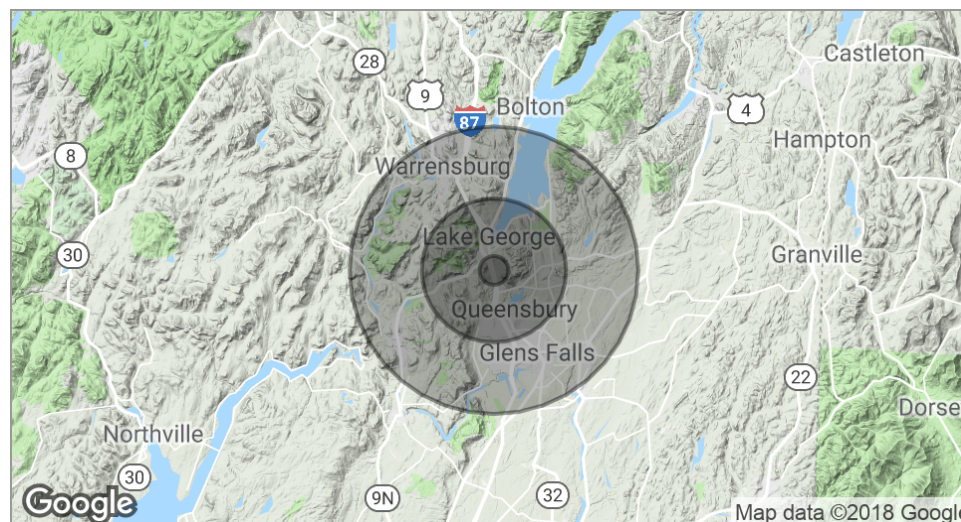 Castleton
28
9
87
Bolton
4
Hampton
8
Warrensburg
Lake George
30
Granville
Queensbury
Glens Falls
22
Dorse
Northville
30
9N
32
Google
Map data ©2018 Google